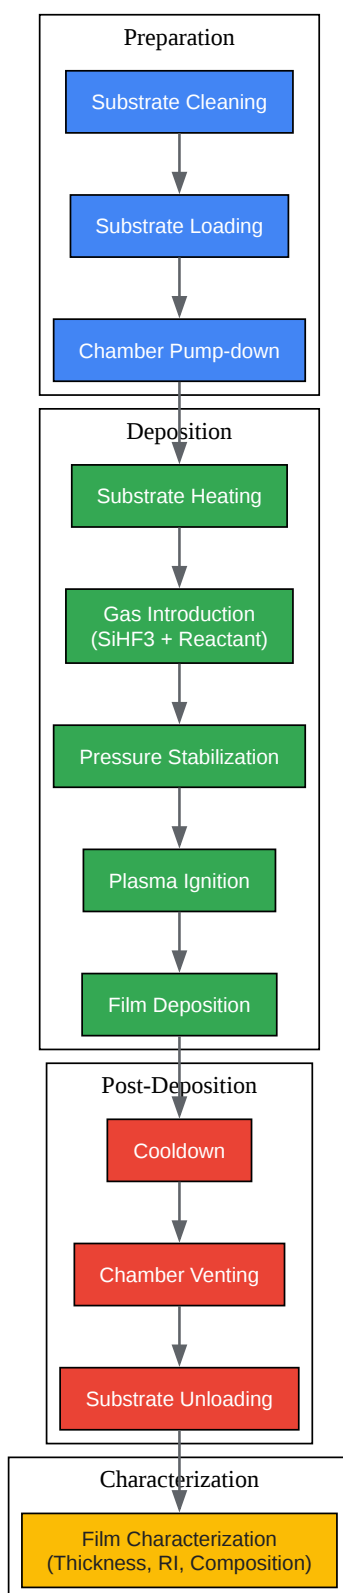 Preparation
Substrate Cleaning
Substrate Loading
Chamber Pump-down
Deposition
Substrate Heating
Gas Introduction
(SiHF3 + Reactant)
Pressure Stabilization
Plasma Ignition
Film Deposition
Post-Deposition
Cooldown
Chamber Venting
Substrate Unloading
Characterization
Film Characterization
(Thickness, RI, Composition)